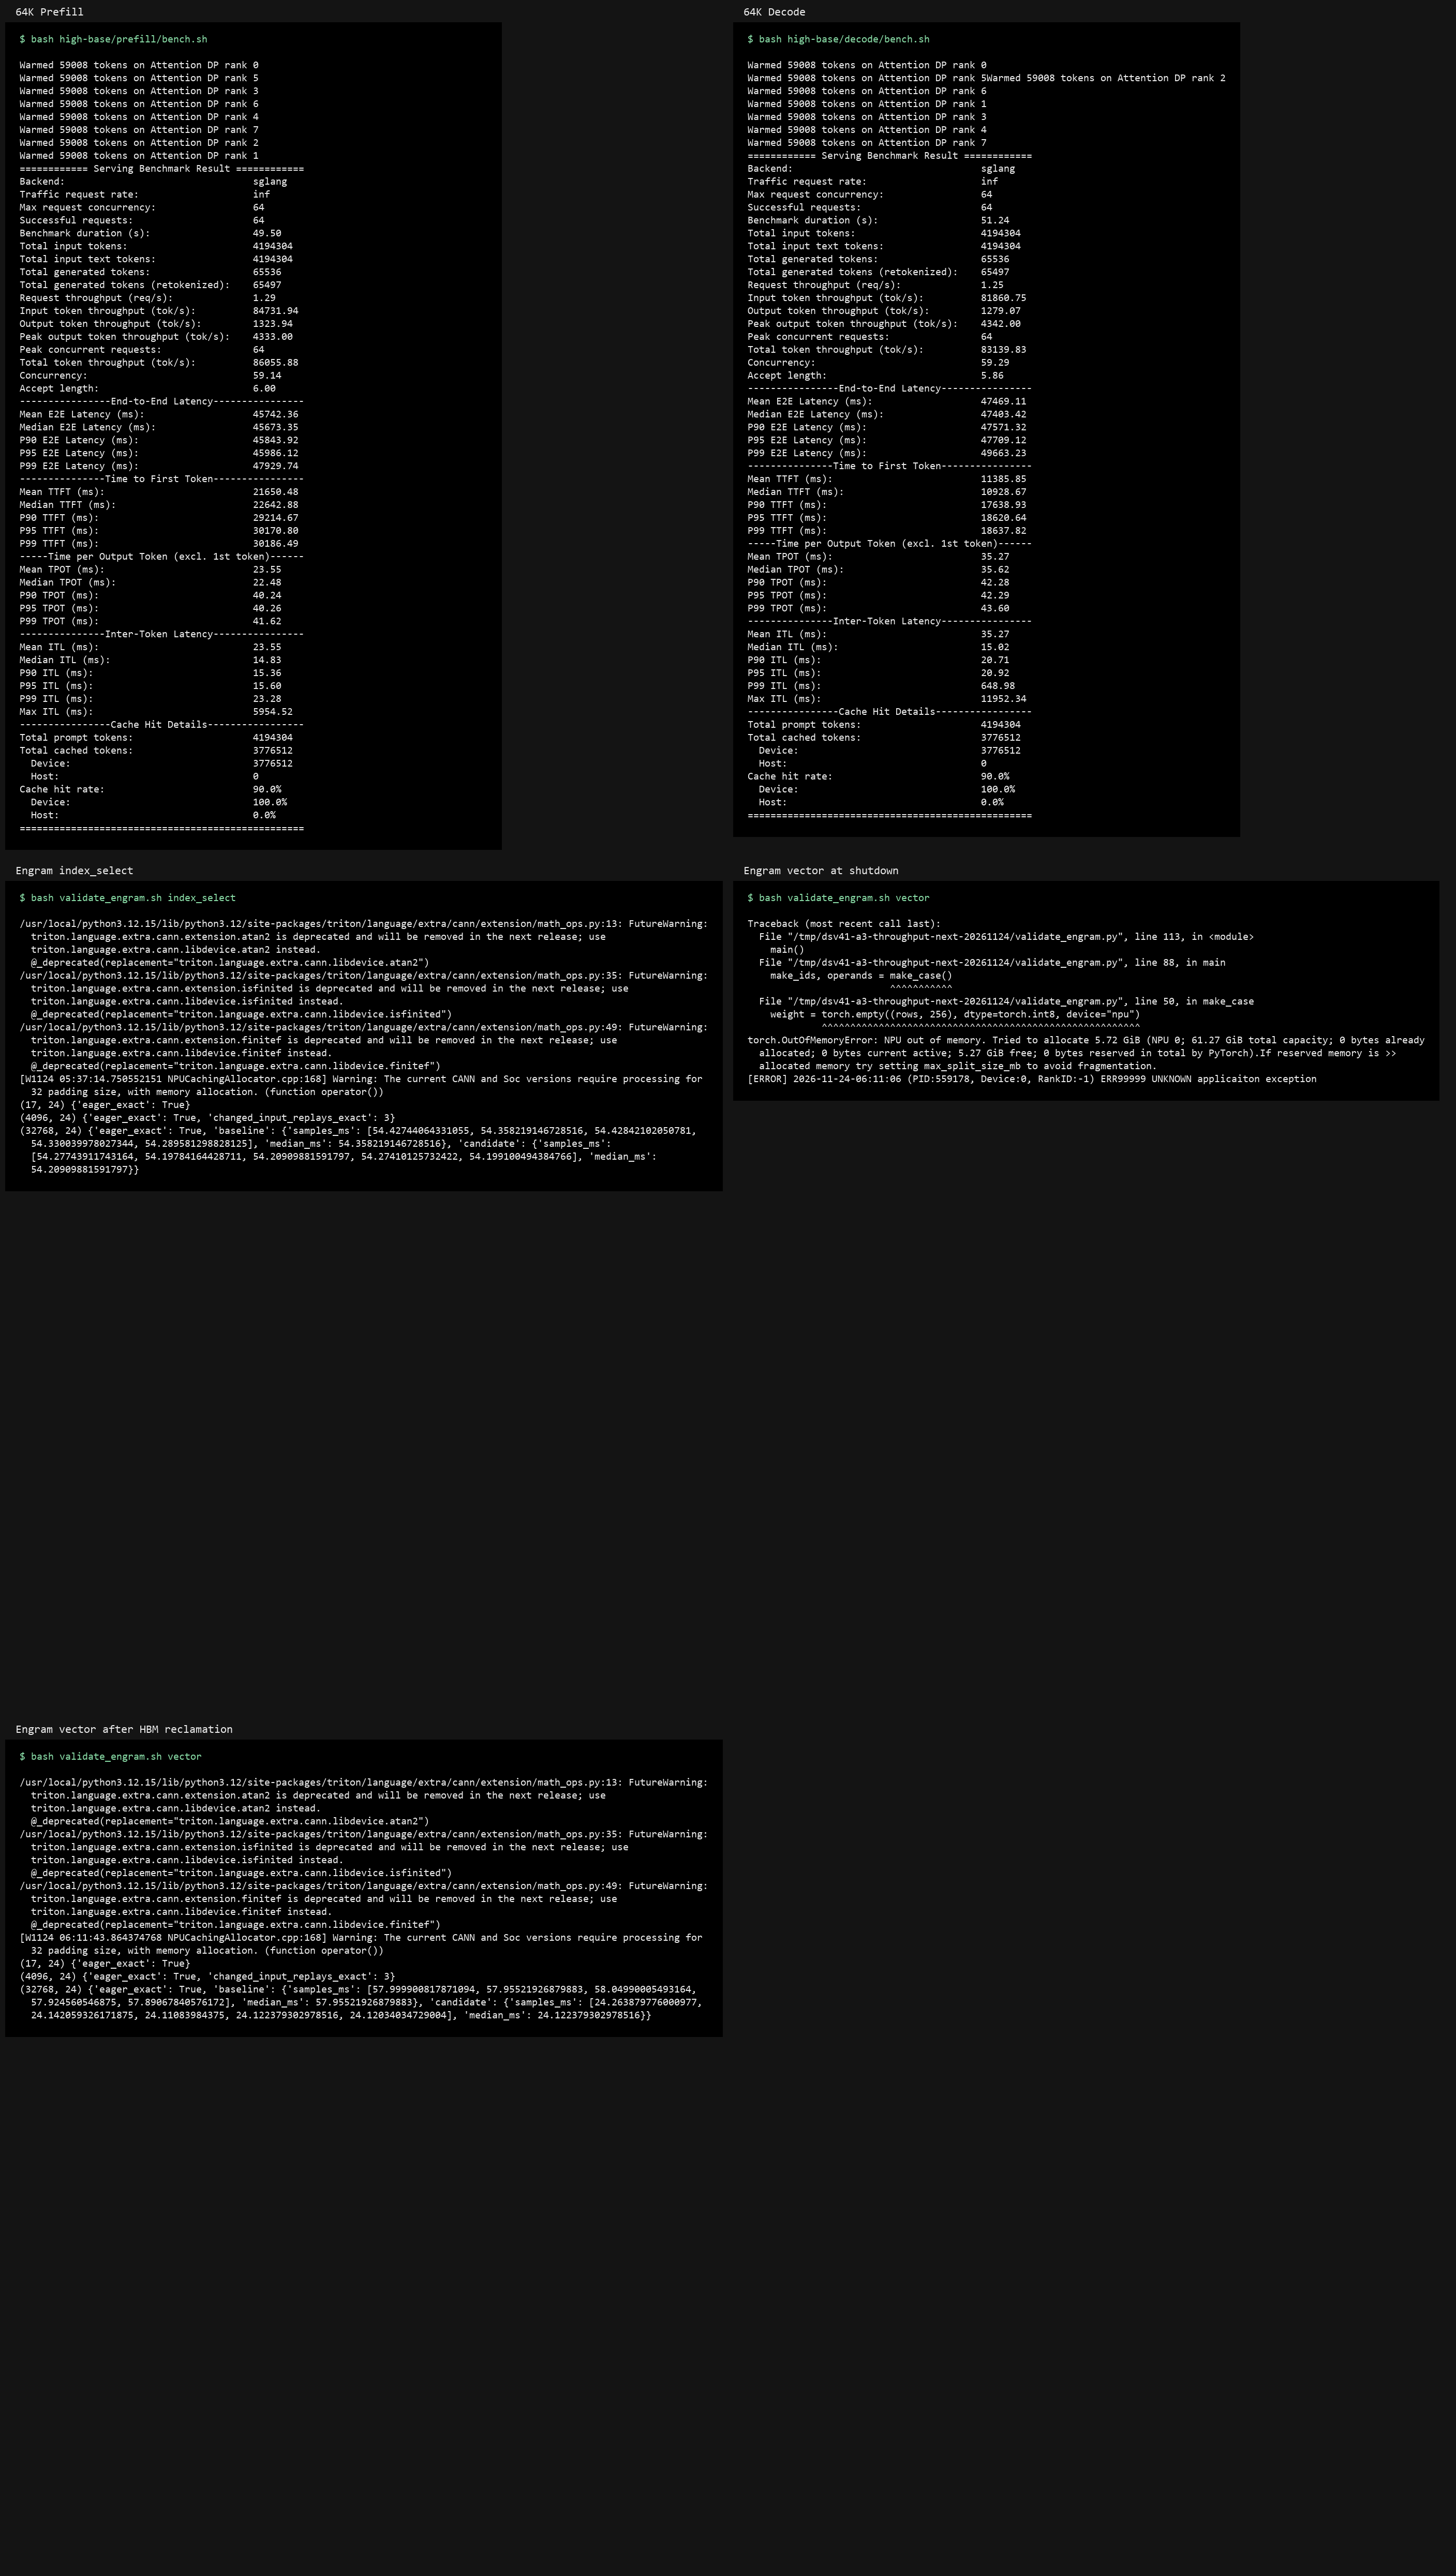 64K Prefill
$ bash high-base/prefill/bench.sh
Warmed 59008 tokens on Attention DP rank 0
Warmed 59008 tokens on Attention DP rank 5
Warmed 59008 tokens on Attention DP rank 3
Warmed 59008 tokens on Attention DP rank 6
Warmed 59008 tokens on Attention DP rank 4
Warmed 59008 tokens on Attention DP rank 7
Warmed 59008 tokens on Attention DP rank 2
Warmed 59008 tokens on Attention DP rank 1
============ Serving Benchmark Result ============
Backend: sglang
Traffic request rate: inf
Max request concurrency: 64
Successful requests: 64
Benchmark duration (s): 49.50
Total input tokens: 4194304
Total input text tokens: 4194304
Total generated tokens: 65536
Total generated tokens (retokenized): 65497
Request throughput (req/s): 1.29
Input token throughput (tok/s): 84731.94
Output token throughput (tok/s): 1323.94
Peak output token throughput (tok/s): 4333.00
Peak concurrent requests: 64
Total token throughput (tok/s): 86055.88
Concurrency: 59.14
Accept length: 6.00
----------------End-to-End Latency----------------
Mean E2E Latency (ms): 45742.36
Median E2E Latency (ms): 45673.35
P90 E2E Latency (ms): 45843.92
P95 E2E Latency (ms): 45986.12
P99 E2E Latency (ms): 47929.74
---------------Time to First Token----------------
Mean TTFT (ms): 21650.48
Median TTFT (ms): 22642.88
P90 TTFT (ms): 29214.67
P95 TTFT (ms): 30170.80
P99 TTFT (ms): 30186.49
-----Time per Output Token (excl. 1st token)------
Mean TPOT (ms): 23.55
Median TPOT (ms): 22.48
P90 TPOT (ms): 40.24
P95 TPOT (ms): 40.26
P99 TPOT (ms): 41.62
---------------Inter-Token Latency----------------
Mean ITL (ms): 23.55
Median ITL (ms): 14.83
P90 ITL (ms): 15.36
P95 ITL (ms): 15.60
P99 ITL (ms): 23.28
Max ITL (ms): 5954.52
----------------Cache Hit Details-----------------
Total prompt tokens: 4194304
Total cached tokens: 3776512
Device: 3776512
Host: 0
Cache hit rate: 90.0%
Device: 100.0%
Host: 0.0%
==================================================
64K Decode
$ bash high-base/decode/bench.sh
Warmed 59008 tokens on Attention DP rank 0
Warmed 59008 tokens on Attention DP rank 5Warmed 59008 tokens on Attention DP rank 2
Warmed 59008 tokens on Attention DP rank 6
Warmed 59008 tokens on Attention DP rank 1
Warmed 59008 tokens on Attention DP rank 3
Warmed 59008 tokens on Attention DP rank 4
Warmed 59008 tokens on Attention DP rank 7
============ Serving Benchmark Result ============
Backend: sglang
Traffic request rate: inf
Max request concurrency: 64
Successful requests: 64
Benchmark duration (s): 51.24
Total input tokens: 4194304
Total input text tokens: 4194304
Total generated tokens: 65536
Total generated tokens (retokenized): 65497
Request throughput (req/s): 1.25
Input token throughput (tok/s): 81860.75
Output token throughput (tok/s): 1279.07
Peak output token throughput (tok/s): 4342.00
Peak concurrent requests: 64
Total token throughput (tok/s): 83139.83
Concurrency: 59.29
Accept length: 5.86
----------------End-to-End Latency----------------
Mean E2E Latency (ms): 47469.11
Median E2E Latency (ms): 47403.42
P90 E2E Latency (ms): 47571.32
P95 E2E Latency (ms): 47709.12
P99 E2E Latency (ms): 49663.23
---------------Time to First Token----------------
Mean TTFT (ms): 11385.85
Median TTFT (ms): 10928.67
P90 TTFT (ms): 17638.93
P95 TTFT (ms): 18620.64
P99 TTFT (ms): 18637.82
-----Time per Output Token (excl. 1st token)------
Mean TPOT (ms): 35.27
Median TPOT (ms): 35.62
P90 TPOT (ms): 42.28
P95 TPOT (ms): 42.29
P99 TPOT (ms): 43.60
---------------Inter-Token Latency----------------
Mean ITL (ms): 35.27
Median ITL (ms): 15.02
P90 ITL (ms): 20.71
P95 ITL (ms): 20.92
P99 ITL (ms): 648.98
Max ITL (ms): 11952.34
----------------Cache Hit Details-----------------
Total prompt tokens: 4194304
Total cached tokens: 3776512
Device: 3776512
Host: 0
Cache hit rate: 90.0%
Device: 100.0%
Host: 0.0%
==================================================
Engram index_select
$ bash validate_engram.sh index_select
/usr/local/python3.12.15/lib/python3.12/site-packages/triton/language/extra/cann/extension/math_ops.py:13: FutureWarning:
triton.language.extra.cann.extension.atan2 is deprecated and will be removed in the next release; use
triton.language.extra.cann.libdevice.atan2 instead.
@_deprecated(replacement="triton.language.extra.cann.libdevice.atan2")
/usr/local/python3.12.15/lib/python3.12/site-packages/triton/language/extra/cann/extension/math_ops.py:35: FutureWarning:
triton.language.extra.cann.extension.isfinited is deprecated and will be removed in the next release; use
triton.language.extra.cann.libdevice.isfinited instead.
@_deprecated(replacement="triton.language.extra.cann.libdevice.isfinited")
/usr/local/python3.12.15/lib/python3.12/site-packages/triton/language/extra/cann/extension/math_ops.py:49: FutureWarning:
triton.language.extra.cann.extension.finitef is deprecated and will be removed in the next release; use
triton.language.extra.cann.libdevice.finitef instead.
@_deprecated(replacement="triton.language.extra.cann.libdevice.finitef")
[W1124 05:37:14.750552151 NPUCachingAllocator.cpp:168] Warning: The current CANN and Soc versions require processing for
32 padding size, with memory allocation. (function operator())
(17, 24) {'eager_exact': True}
(4096, 24) {'eager_exact': True, 'changed_input_replays_exact': 3}
(32768, 24) {'eager_exact': True, 'baseline': {'samples_ms': [54.42744064331055, 54.358219146728516, 54.42842102050781,
54.330039978027344, 54.289581298828125], 'median_ms': 54.358219146728516}, 'candidate': {'samples_ms':
[54.27743911743164, 54.19784164428711, 54.20909881591797, 54.27410125732422, 54.199100494384766], 'median_ms':
54.20909881591797}}
Engram vector at shutdown
$ bash validate_engram.sh vector
Traceback (most recent call last):
File "/tmp/dsv41-a3-throughput-next-20261124/validate_engram.py", line 113, in <module>
main()
File "/tmp/dsv41-a3-throughput-next-20261124/validate_engram.py", line 88, in main
make_ids, operands = make_case()
^^^^^^^^^^^
File "/tmp/dsv41-a3-throughput-next-20261124/validate_engram.py", line 50, in make_case
weight = torch.empty((rows, 256), dtype=torch.int8, device="npu")
^^^^^^^^^^^^^^^^^^^^^^^^^^^^^^^^^^^^^^^^^^^^^^^^^^^^^^^^
torch.OutOfMemoryError: NPU out of memory. Tried to allocate 5.72 GiB (NPU 0; 61.27 GiB total capacity; 0 bytes already
allocated; 0 bytes current active; 5.27 GiB free; 0 bytes reserved in total by PyTorch).If reserved memory is >>
allocated memory try setting max_split_size_mb to avoid fragmentation.
[ERROR] 2026-11-24-06:11:06 (PID:559178, Device:0, RankID:-1) ERR99999 UNKNOWN applicaiton exception
Engram vector after HBM reclamation
$ bash validate_engram.sh vector
/usr/local/python3.12.15/lib/python3.12/site-packages/triton/language/extra/cann/extension/math_ops.py:13: FutureWarning:
triton.language.extra.cann.extension.atan2 is deprecated and will be removed in the next release; use
triton.language.extra.cann.libdevice.atan2 instead.
@_deprecated(replacement="triton.language.extra.cann.libdevice.atan2")
/usr/local/python3.12.15/lib/python3.12/site-packages/triton/language/extra/cann/extension/math_ops.py:35: FutureWarning:
triton.language.extra.cann.extension.isfinited is deprecated and will be removed in the next release; use
triton.language.extra.cann.libdevice.isfinited instead.
@_deprecated(replacement="triton.language.extra.cann.libdevice.isfinited")
/usr/local/python3.12.15/lib/python3.12/site-packages/triton/language/extra/cann/extension/math_ops.py:49: FutureWarning:
triton.language.extra.cann.extension.finitef is deprecated and will be removed in the next release; use
triton.language.extra.cann.libdevice.finitef instead.
@_deprecated(replacement="triton.language.extra.cann.libdevice.finitef")
[W1124 06:11:43.864374768 NPUCachingAllocator.cpp:168] Warning: The current CANN and Soc versions require processing for
32 padding size, with memory allocation. (function operator())
(17, 24) {'eager_exact': True}
(4096, 24) {'eager_exact': True, 'changed_input_replays_exact': 3}
(32768, 24) {'eager_exact': True, 'baseline': {'samples_ms': [57.999900817871094, 57.95521926879883, 58.04990005493164,
57.924560546875, 57.89067840576172], 'median_ms': 57.95521926879883}, 'candidate': {'samples_ms': [24.263879776000977,
24.142059326171875, 24.11083984375, 24.122379302978516, 24.12034034729004], 'median_ms': 24.122379302978516}}